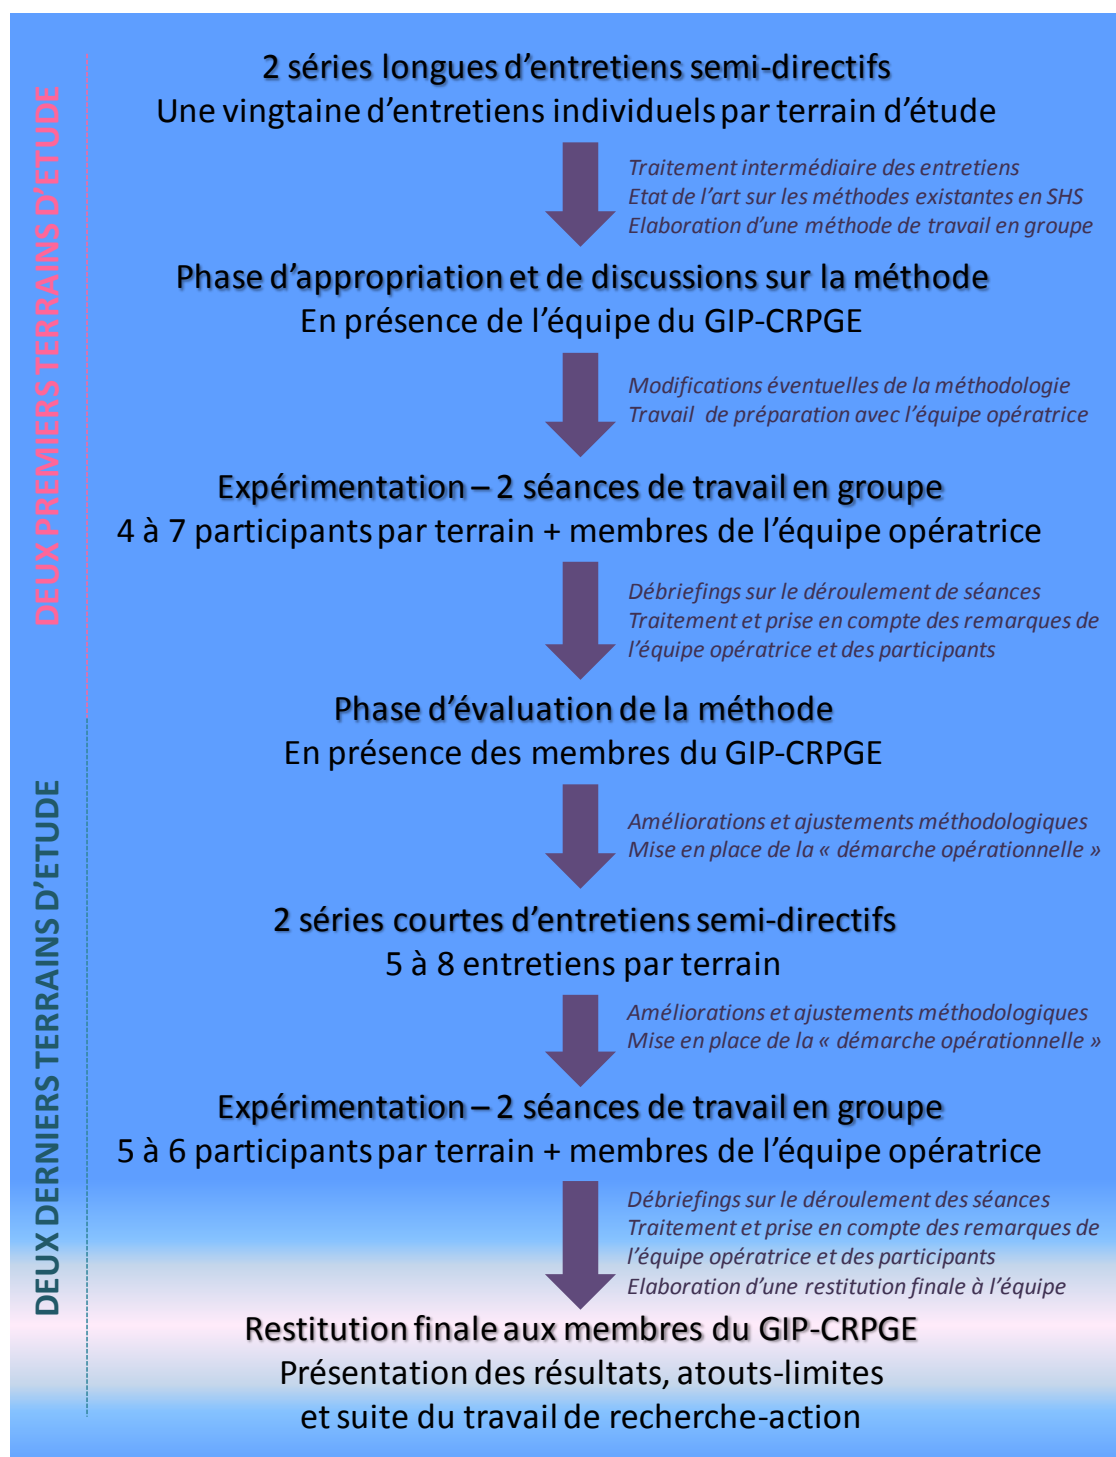 DEUX PREMIERS TERRAINS D'ETUDE
2 séries longues d'entretiens semi-directifs
Une vingtaine d'entretiens individuels par terrain d'étude
Traitement intermédiaire des entretiens
Etat de l'art sur les méthodes existantes en SHS
Elaboration d'une méthode de travail en groupe
Phase d'appropriation et de discussions sur la méthode
En présence de l'équipe du GIP-CRPGE
Modifications éventuelles de la méthodologie
Travail de préparation avec l'équipe opératrice
Expérimentation – 2 séances de travail en groupe
4 à 7 participants par terrain + membres de l'équipe opératrice
Débriefings sur le déroulement de séances
Traitement et prise en compte des remarques de
l'équipe opératrice et des participants
Phase d'évaluation de la méthode
En présence des membres du GIP-CRPGE
DEUX DERNIERS TERRAINS D'ETUDE
Améliorations et ajustements méthodologiques
Mise en place de la « démarche opérationnelle »
2 séries courtes d'entretiens semi-directifs
5 à 8 entretiens par terrain
Améliorations et ajustements méthodologiques
Mise en place de la « démarche opérationnelle »
Expérimentation – 2 séances de travail en groupe
5 à 6 participants par terrain + membres de l'équipe opératrice
Débriefings sur le déroulement des séances
Traitement et prise en compte des remarques de
l'équipe opératrice et des participants
Elaboration d'une restitution finale à l'équipe
Restitution finale aux membres du GIP-CRPGE
Présentation des résultats, atouts-limites
et suite du travail de recherche-action